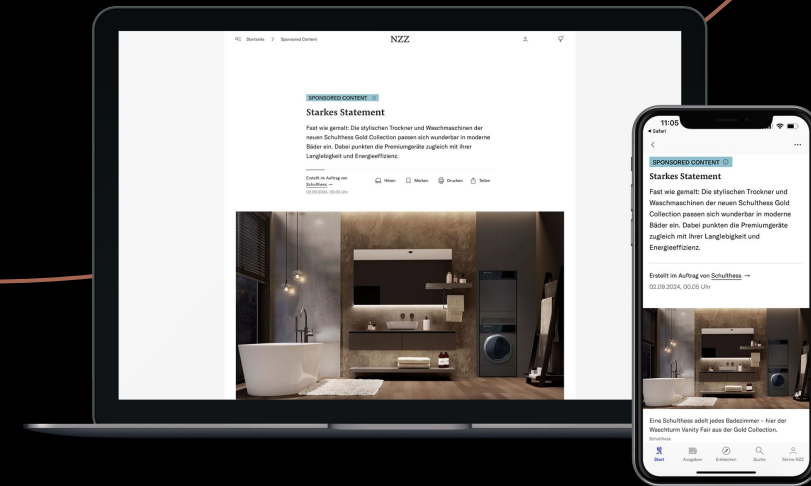 Startseite > Sponsored Content
NZZ
SPONSORED CONTENT
Starkes Statement
Fast wie gemalt: Die stylischen Trockner und Waschmaschinen der
neuen Schulthess Gold Collection passen sich wunderbar in moderne
Bäder ein. Dabei punkten die Premiumgeräte zugleich mit ihrer
Langlebigkeit und Energieeffizienz.
Erstellt im Auftrag von
Schulthess →
02.09.2024, 00.05 Uhr
Hören Merken Drucken Teilen
11:05
Safari
SPONSORED CONTENT
Starkes Statement
Fast wie gemalt: Die stylischen Trockner und
Waschmaschinen der neuen Schulthess Gold
Collection passen sich wunderbar in moderne
Bäder ein. Dabei punkten die Premiumgeräte
zugleich mit ihrer Langlebigkeit und
Energieeffizienz.
Erstellt im Auftrag von Schulthess →
02.09.2024, 00.05 Uhr
Eine Schulthess adelt jedes Badezimmer – hier der
Waschturm Vanity Fair aus der Gold Collection.
Schulthess
Start Ausgaben Entdecken Suche Meine NZZ